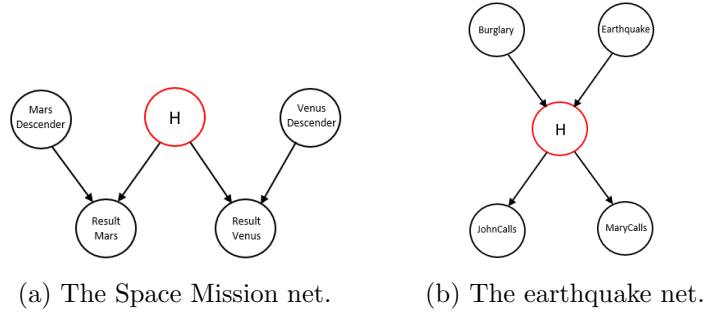 Mars
Descender
H
Venus
Descender
Result
Mars
Result
Venus
(a) The Space Mission net.
Burglary
Earthquake
H
JohnCalls
MaryCalls
(b) The earthquake net.